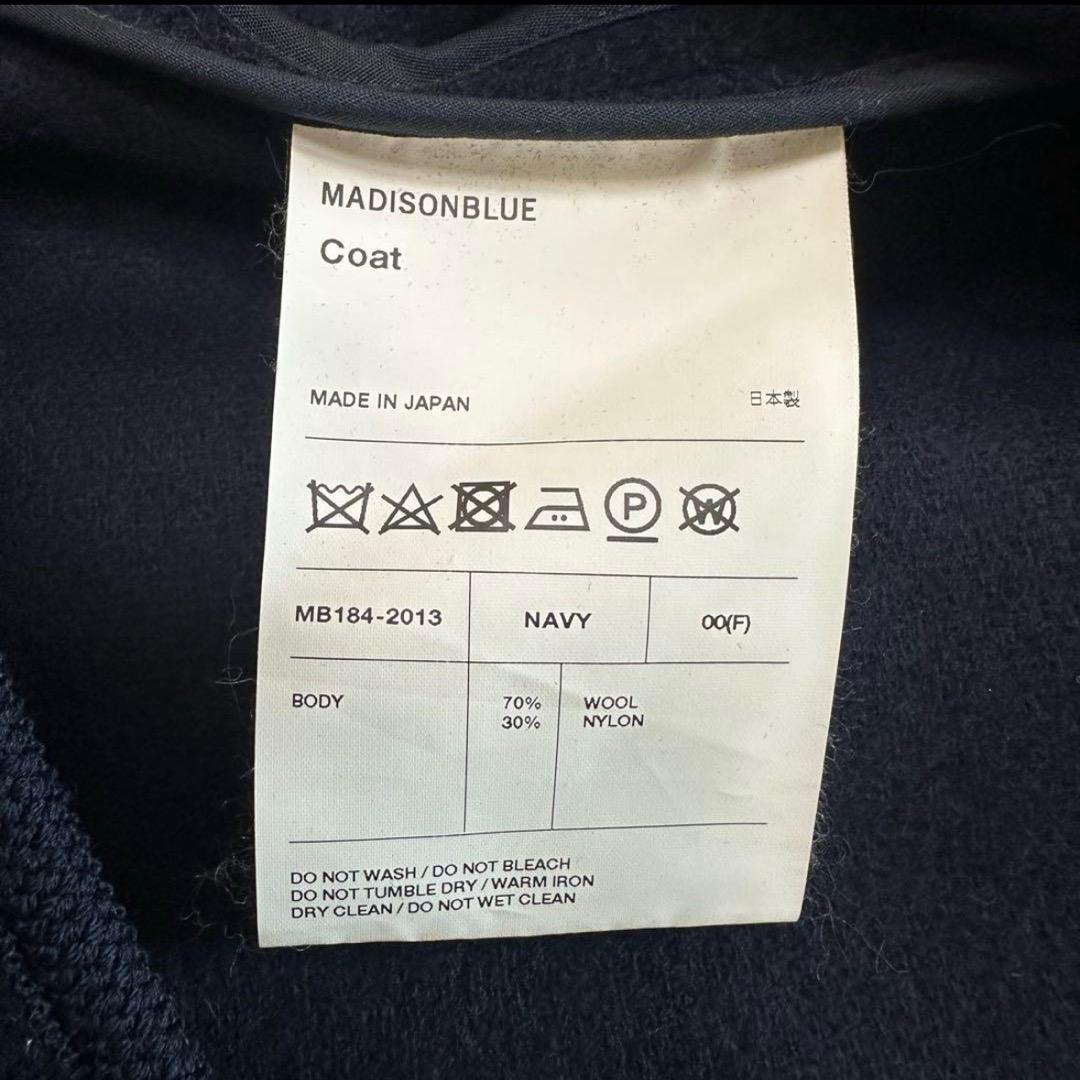 MADISONBLUE
Coat
MADE IN JAPAN 日本製
P W
MB184-2013 NAVY 00(F)
BODY 70% WOOL
30% NYLON
DO NOT WASH / DO NOT BLEACH
DO NOT TUMBLE DRY / WARM IRON
DRY CLEAN / DO NOT WET CLEAN